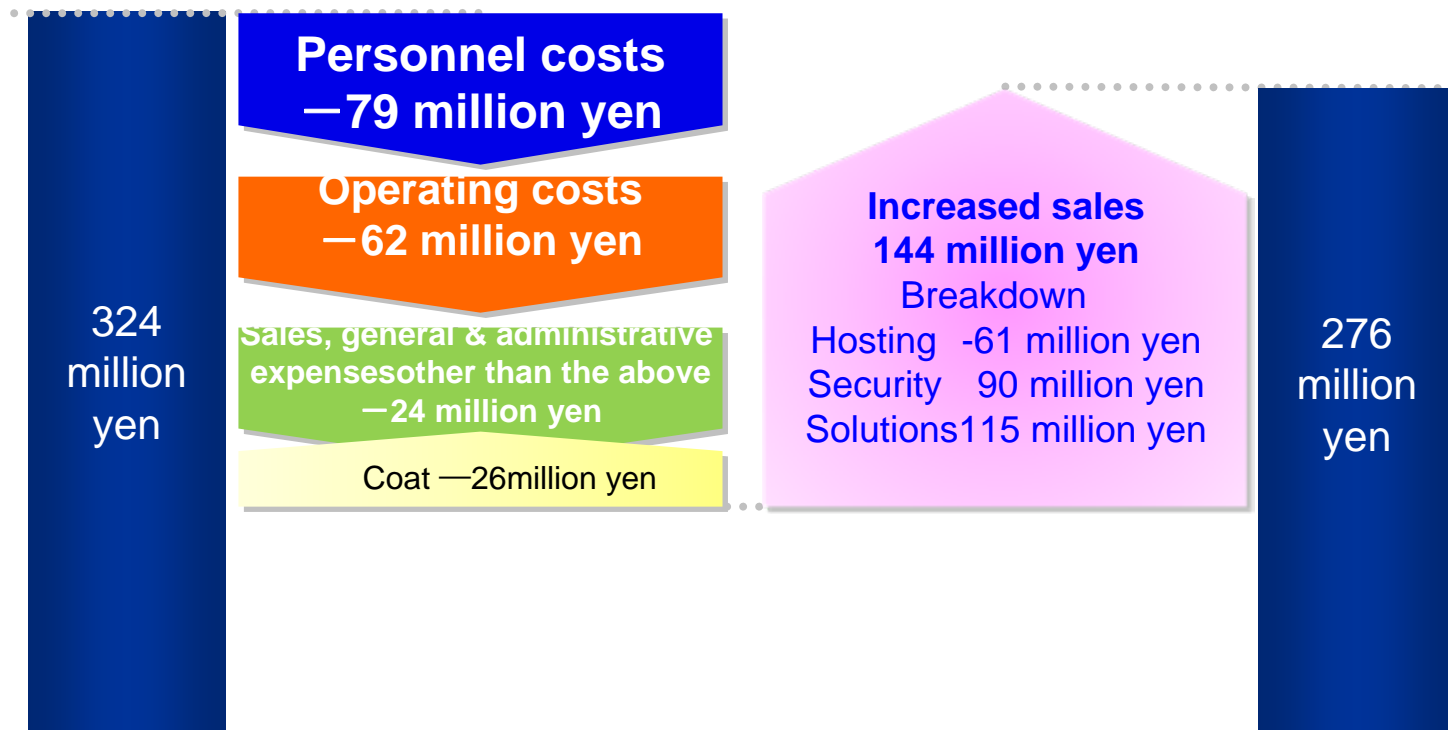 324
million
yen
Personnel costs
－79 million yen
Operating costs
－62 million yen
Sales, general & administrative
expensesother than the above
－24 million yen
Coat －26million yen
Increased sales
144 million yen
Breakdown
Hosting -61 million yen
Security 90 million yen
Solutions115 million yen
276
million
yen